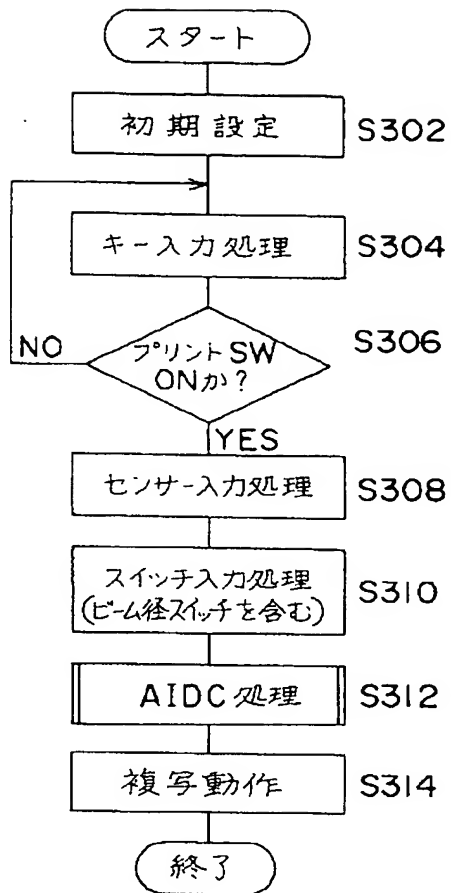 スタート
初期設定 S302
キー入力処理 S304
プリントSW S306
ONか?
NO
YES
センサー入力処理 S308
スイッチ入力処理 S310
(ビーム径スイッチを含む)
AIDC処理 S312
複写動作 S314
終了